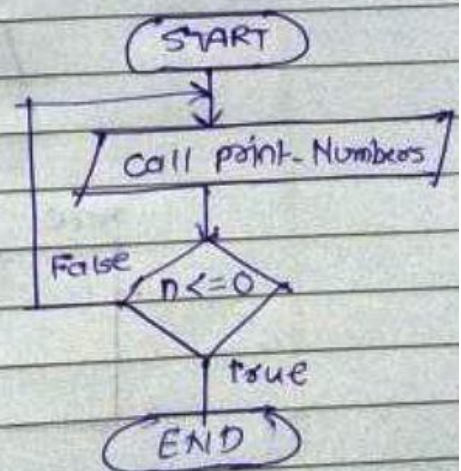 START
Call print-Numbers
False
n<=0
True
END